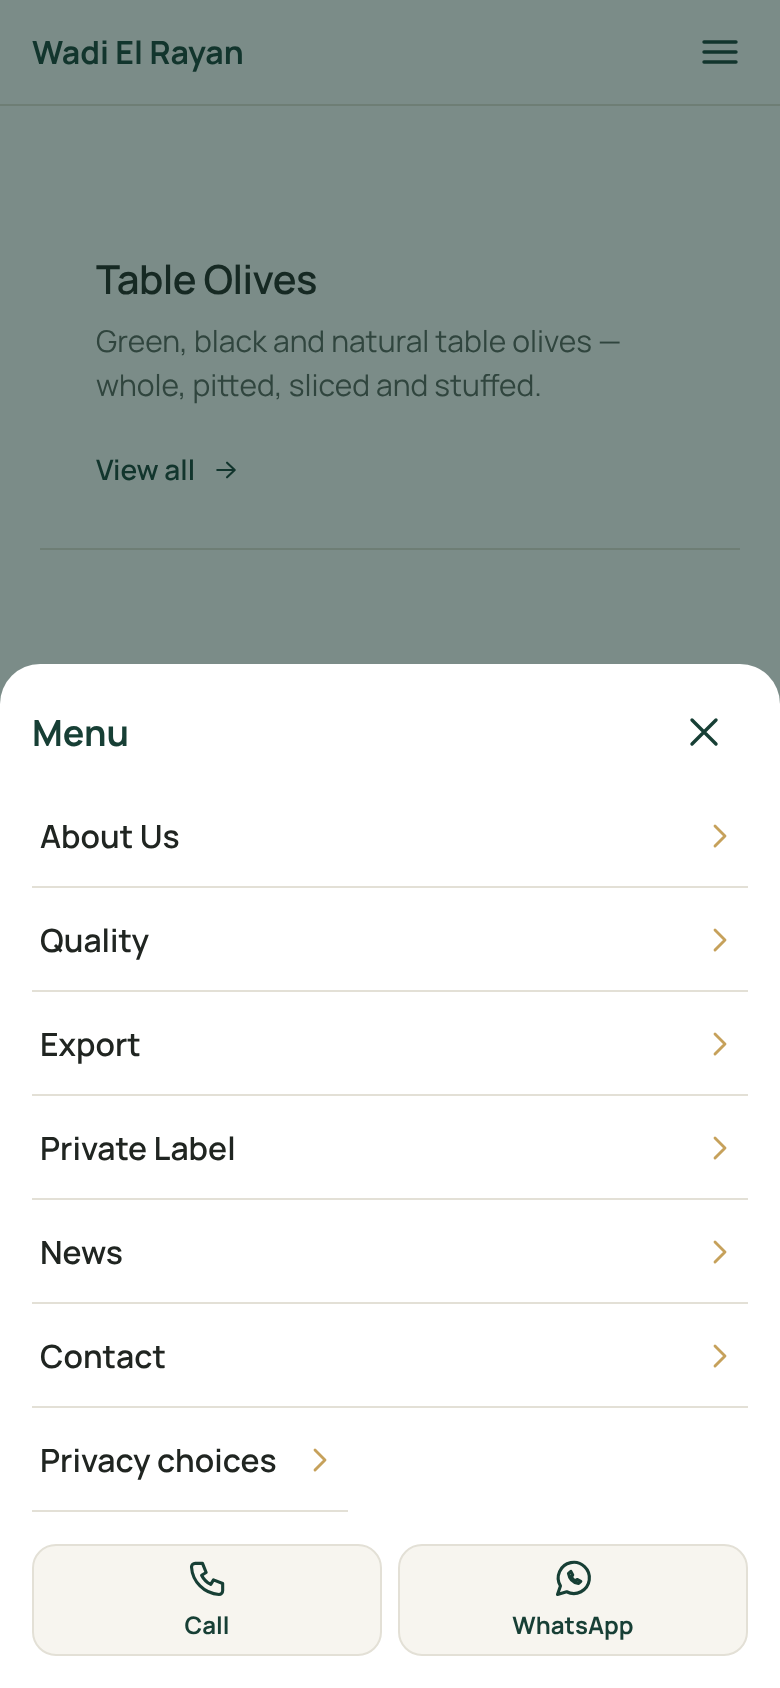 Wadi El Rayan
Table Olives
Green, black and natural table olives —
whole, pitted, sliced and stuffed.
View all →
Menu
About Us
Quality
Export
Private Label
News
Contact
Privacy choices
Call
WhatsApp